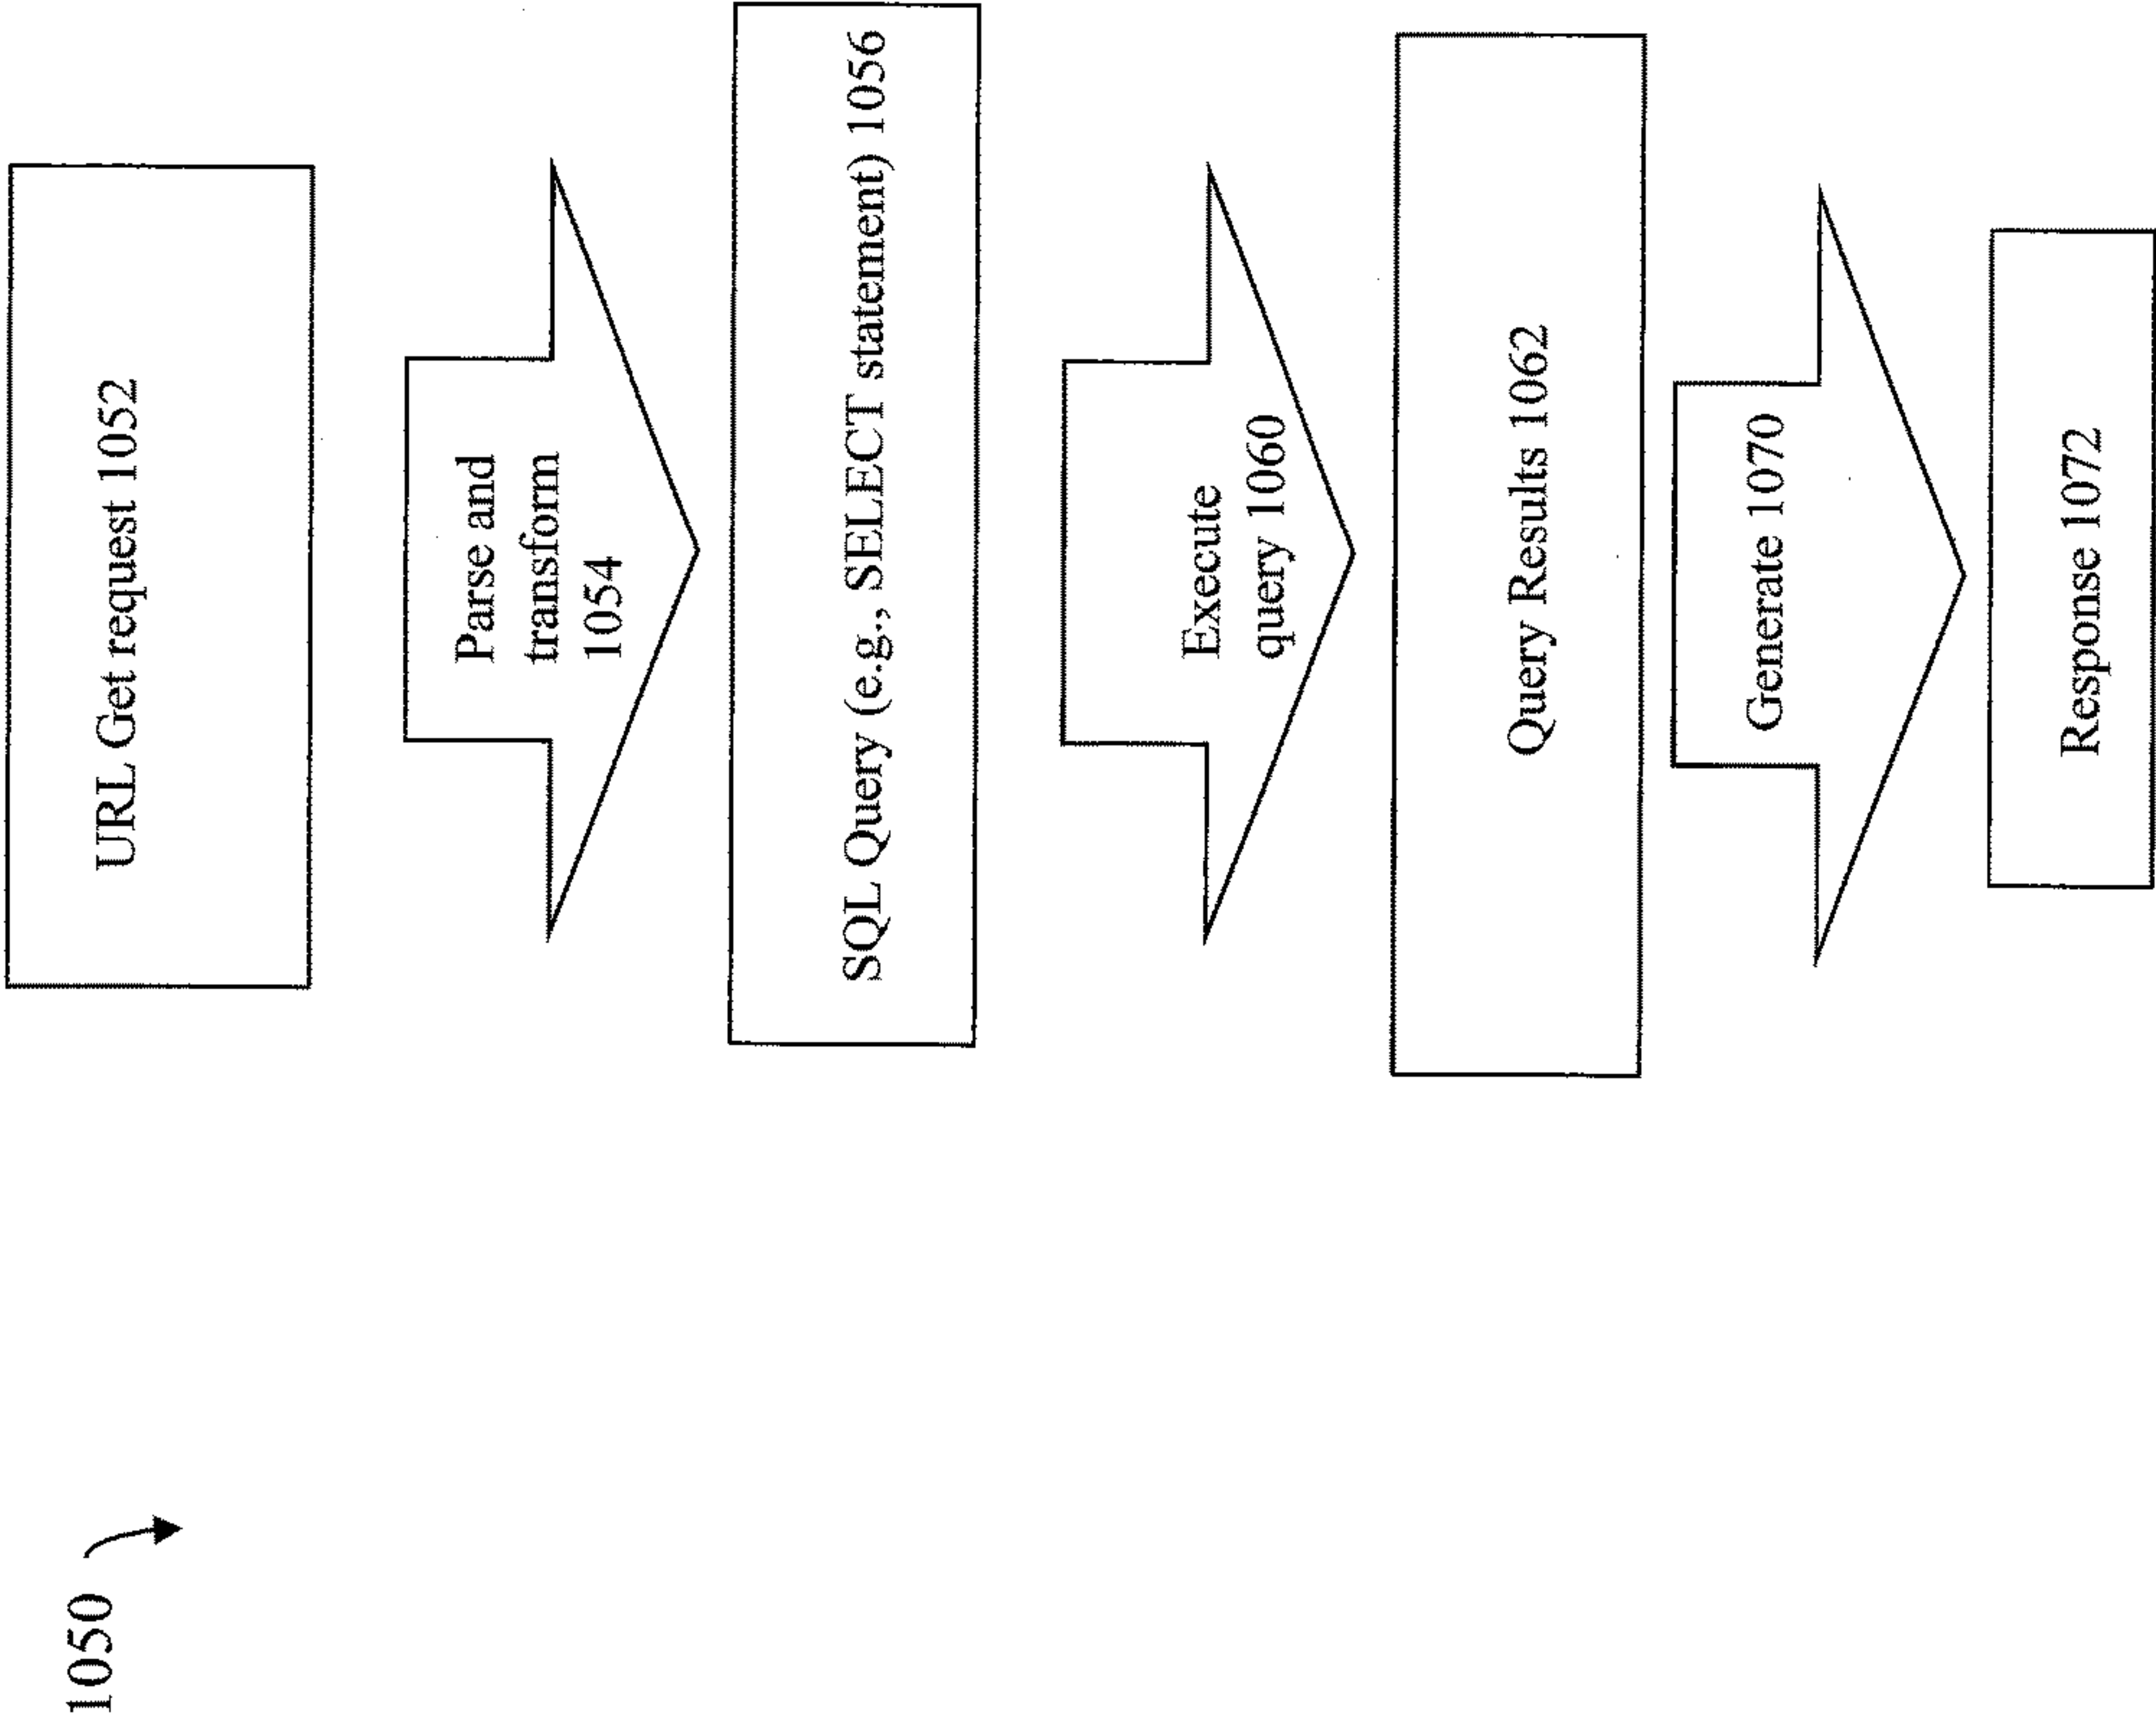 1050
URL Get request 1052
Parse and
transform
1054
SQL Query (e.g., SELECT statement) 1056
Execute
query 1060
Query Results 1062
Generate 1070
Response 1072